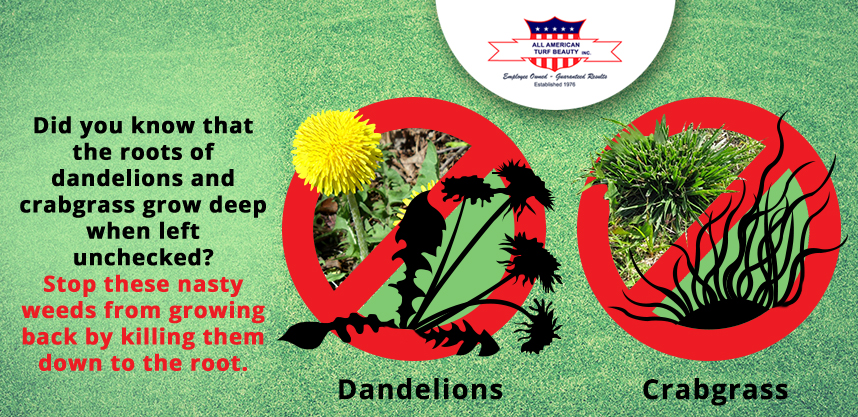 ALL AMERICAN
TURF BEAUTY INC.
Employee Owned - Guaranteed Results
Established 1976
Did you know that
the roots of
dandelions and
crabgrass grow deep
when left
unchecked?
Stop these nasty
weeds from growing
back by killing them
down to the root.
Dandelions
Crabgrass